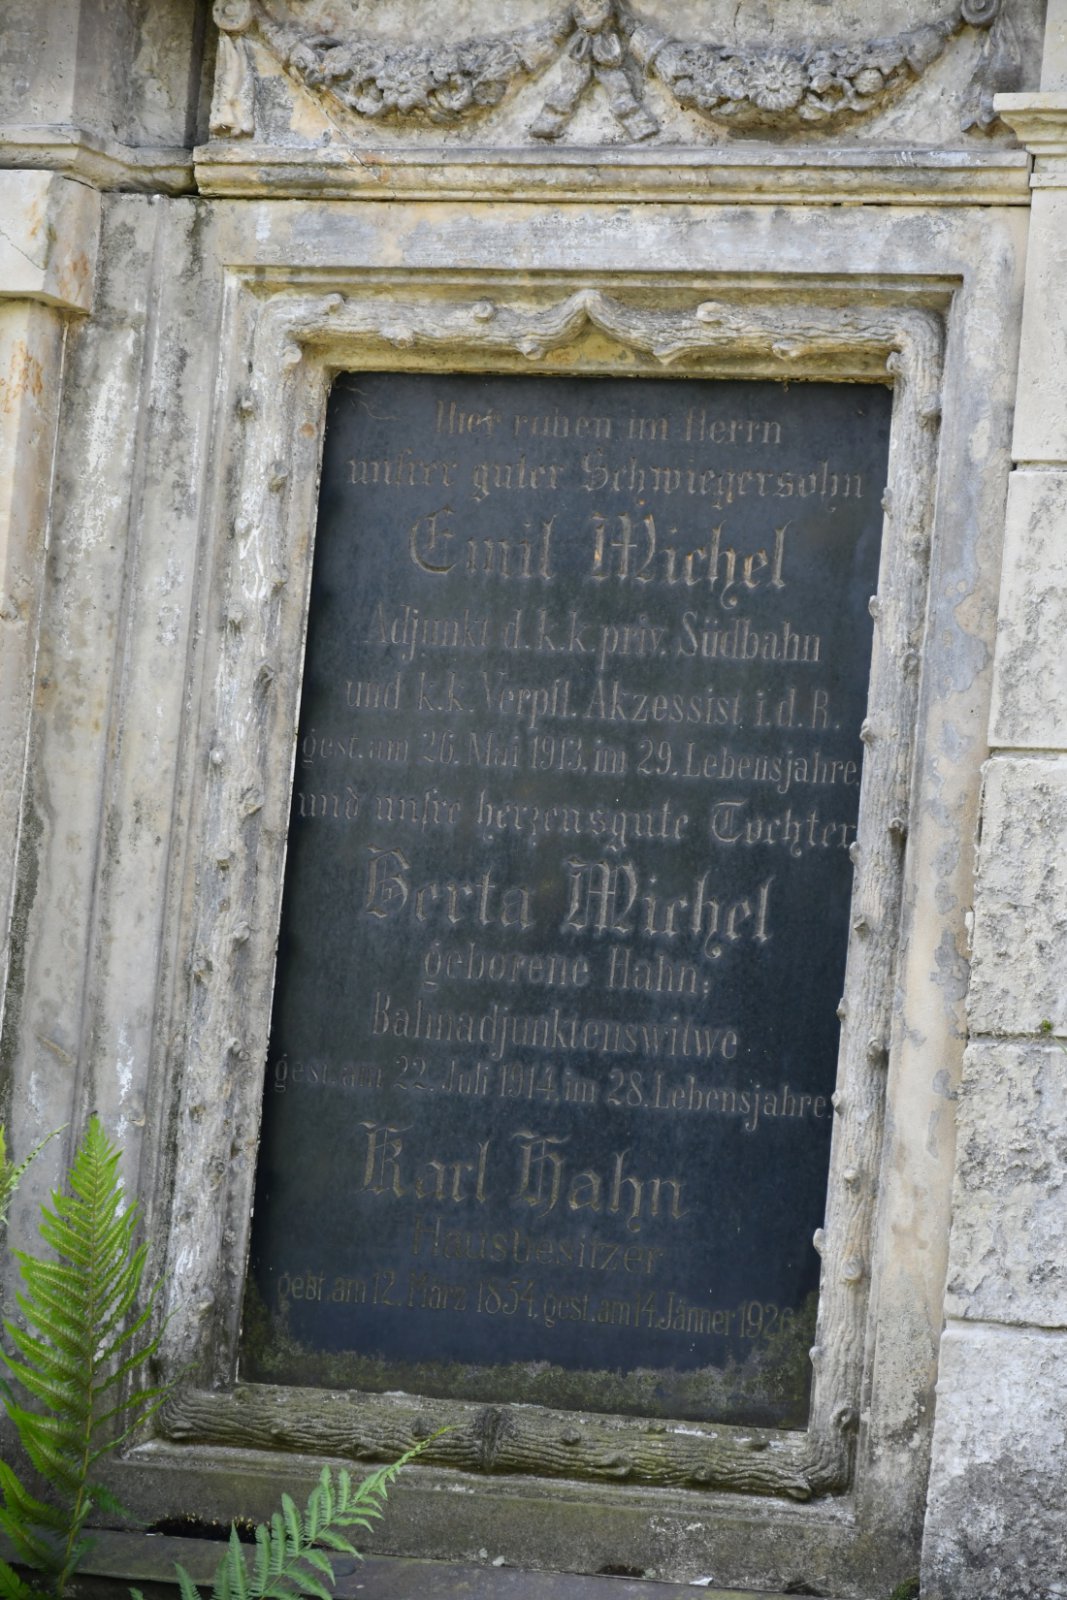 Hier ruhen im Herrn
unsrer guter Schwiegersohn
Emil Michel
Adjunkt d. k. k. priv. Südbahn
und k.k. Verpfl. Akzessist i.d.R.
gest. am 26. Mai 1913, im 29. Lebensjahre,
und unsre herzensgute Tochter
Berta Michel
geborene Hahn,
Bahnadjunktenswitwe
gest. am 22. Juli 1914, im 28. Lebensjahre,
Karl Hahn
Hausbesitzer
gebt. am 12. März 1854, gest. am 14. Jänner 1926